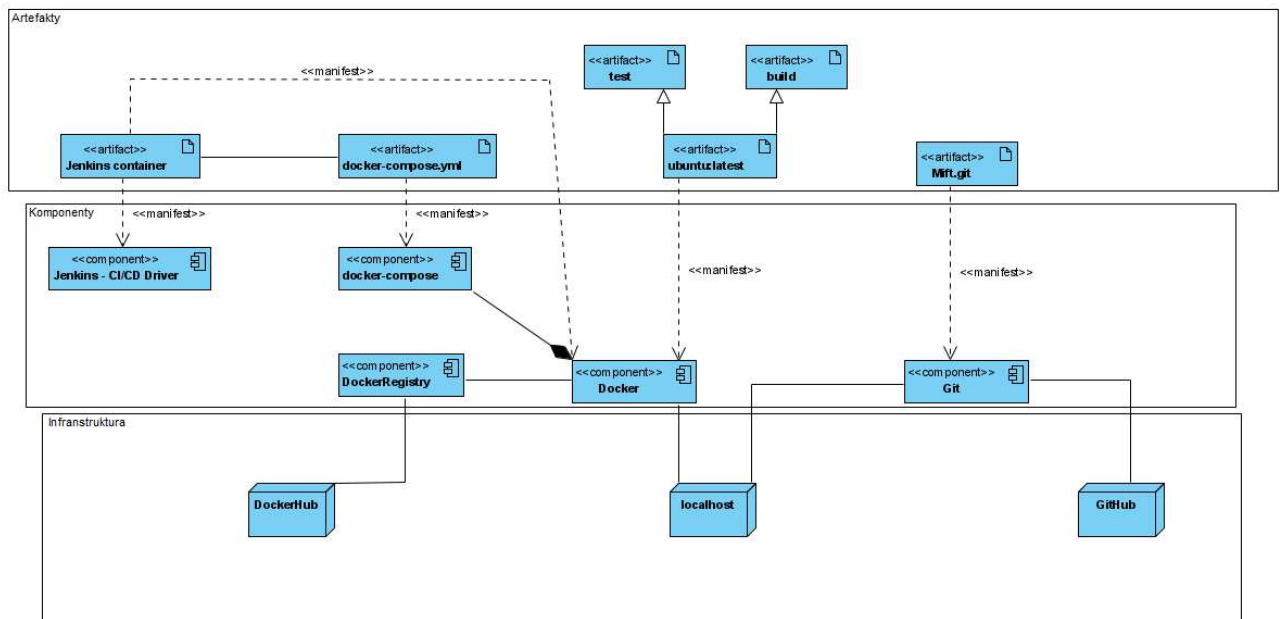 Artefakty
<<manifest>>
<<artifact>>
test
<<artifact>>
build
<<artifact>>
Jenkins container
<<artifact>>
docker-compose.yml
<<artifact>>
ubuntu:latest
<<artifact>>
Mift.git
Komponenty
<<manifest>>
<<manifest>>
<<manifest>>
<<manifest>>
<<component>>
Jenkins - CI/CD Driver
<<component>>
docker-compose
<<component>>
DockerRegistry
<<component>>
Docker
<<component>>
Git
Infranstruktura
DockerHub
localhost
GitHub